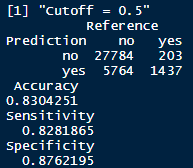 [1] "Cutoff = 0.5"
Reference
Prediction no yes
no 27784 203
yes 5764 1437
Accuracy
0.8304251
Sensitivity
0.8281865
Specificity
0.8762195